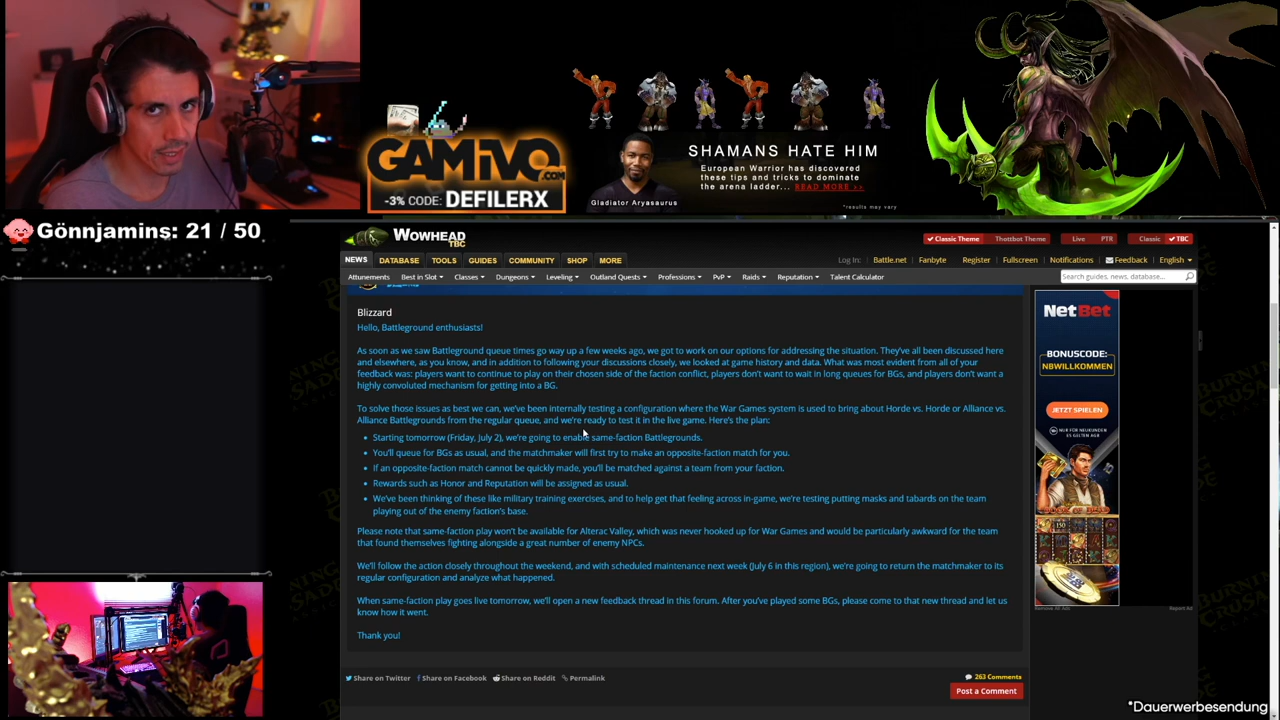 GAMiVO.COM
-3% CODE: DEFILERX
SHAMANS HATE HIM
European Warrior has discovered
these tips and tricks to dominate
the arena ladder... READ MORE >>
Gladiator Aryasaurus
*results may vary
Gönnjamins: 21 / 50
WOWHEAD
TBC
Classic Theme Thottbot Theme Live PTR Classic TBC
NEWS DATABASE TOOLS GUIDES COMMUNITY SHOP MORE
Log In: Battle.net Fanbyte Register Fullscreen Notifications Feedback English
Attunements Best in Slot Classes Dungeons Leveling Outland Quests Professions PvP Raids Reputation Talent Calculator
Search guides, news, database...
Blizzard
Hello, Battleground enthusiasts!
As soon as we saw Battleground queue times go way up a few weeks ago, we got to work on our options for addressing the situation. They've all been discussed here
and elsewhere, as you know, and in addition to following your discussions closely, we looked at game history and data. What was most evident from all of your
feedback was: players want to continue to play on their chosen side of the faction conflict, players don't want to wait in long queues for BGs, and players don't want a
highly convoluted mechanism for getting into a BG.
To solve those issues as best we can, we've been internally testing a configuration where the War Games system is used to bring about Horde vs. Horde or Alliance vs.
Alliance Battlegrounds from the regular queue, and we're ready to test it in the live game. Here's the plan:
• Starting tomorrow (Friday, July 2), we're going to enable same-faction Battlegrounds.
• You'll queue for BGs as usual, and the matchmaker will first try to make an opposite-faction match for you.
• If an opposite-faction match cannot be quickly made, you'll be matched against a team from your faction.
• Rewards such as Honor and Reputation will be assigned as usual.
• We've been thinking of these like military training exercises, and to help get that feeling across in-game, we're testing putting masks and tabards on the team
playing out of the enemy faction's base.
Please note that same-faction play won't be available for Alterac Valley, which was never hooked up for War Games and would be particularly awkward for the team
that found themselves fighting alongside a great number of enemy NPCs.
We'll follow the action closely throughout the weekend, and with scheduled maintenance next week (July 6 in this region), we're going to return the matchmaker to its
regular configuration and analyze what happened.
When same-faction play goes live tomorrow, we'll open a new feedback thread in this forum. After you've played some BGs, please come to that new thread and let us
know how it went.
Thank you!
Share on Twitter Share on Facebook Share on Reddit Permalink
263 Comments
Post a Comment
NetBet
BONUSCODE:
NBWILLKOMMEN
JETZT SPIELEN
Remove All Ads Report Ad
*Dauerwerbesendung